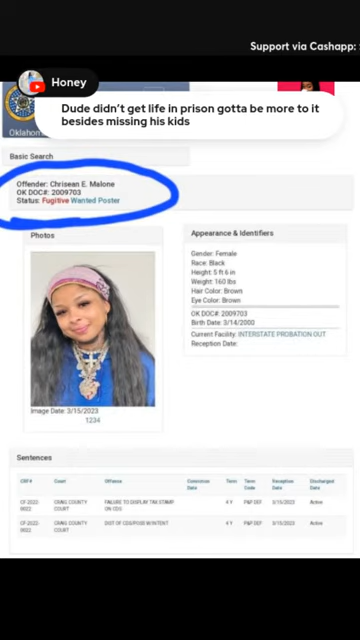 Support via Cashapp:
Honey
Dude didn't get life in prison gotta be more to it
besides missing his kids
Oklahom
Basic Search
Offender: Chrisean E. Malone
OK DOC#: 2009703
Status: Fugitive Wanted Poster
Photos
Appearance & Identifiers
Gender: Female
Race: Black
Height: 5 ft 6 in
Weight: 160 lbs
Hair Color: Brown
Eye Color: Brown
OK DOC#: 2009703
Birth Date: 3/14/2000
Current Facility: INTERSTATE PROBATION OUT
Reception Date:
Image Date: 3/15/2023
1234
Sentences
CRF# Court Offense Conviction Date Term Term Code Reception Date Discharged Date
CF-2022-0022 CRAIG COUNTY COURT FAILURE TO DISPLAY TAX STAMP ON CDS 4 Y P&P DEF 3/15/2023 Active
CF-2022-0022 CRAIG COUNTY COURT DIST OF CDS/POSS W/INTENT 4 Y P&P DEF 3/15/2023 Active